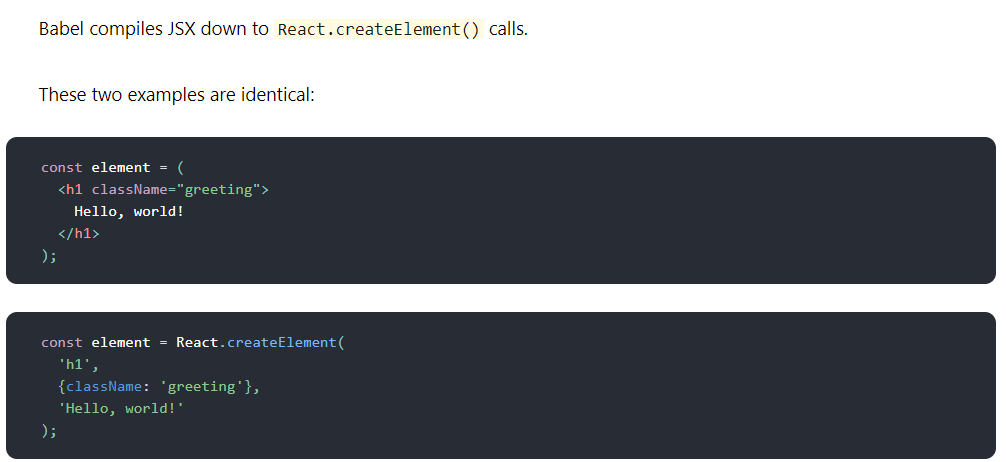 Babel compiles JSX down to React.createElement() calls.
These two examples are identical:
const element = (
  <h1 className="greeting">
    Hello, world!
  </h1>
);
const element = React.createElement(
  'h1',
  {className: 'greeting'},
  'Hello, world!'
);